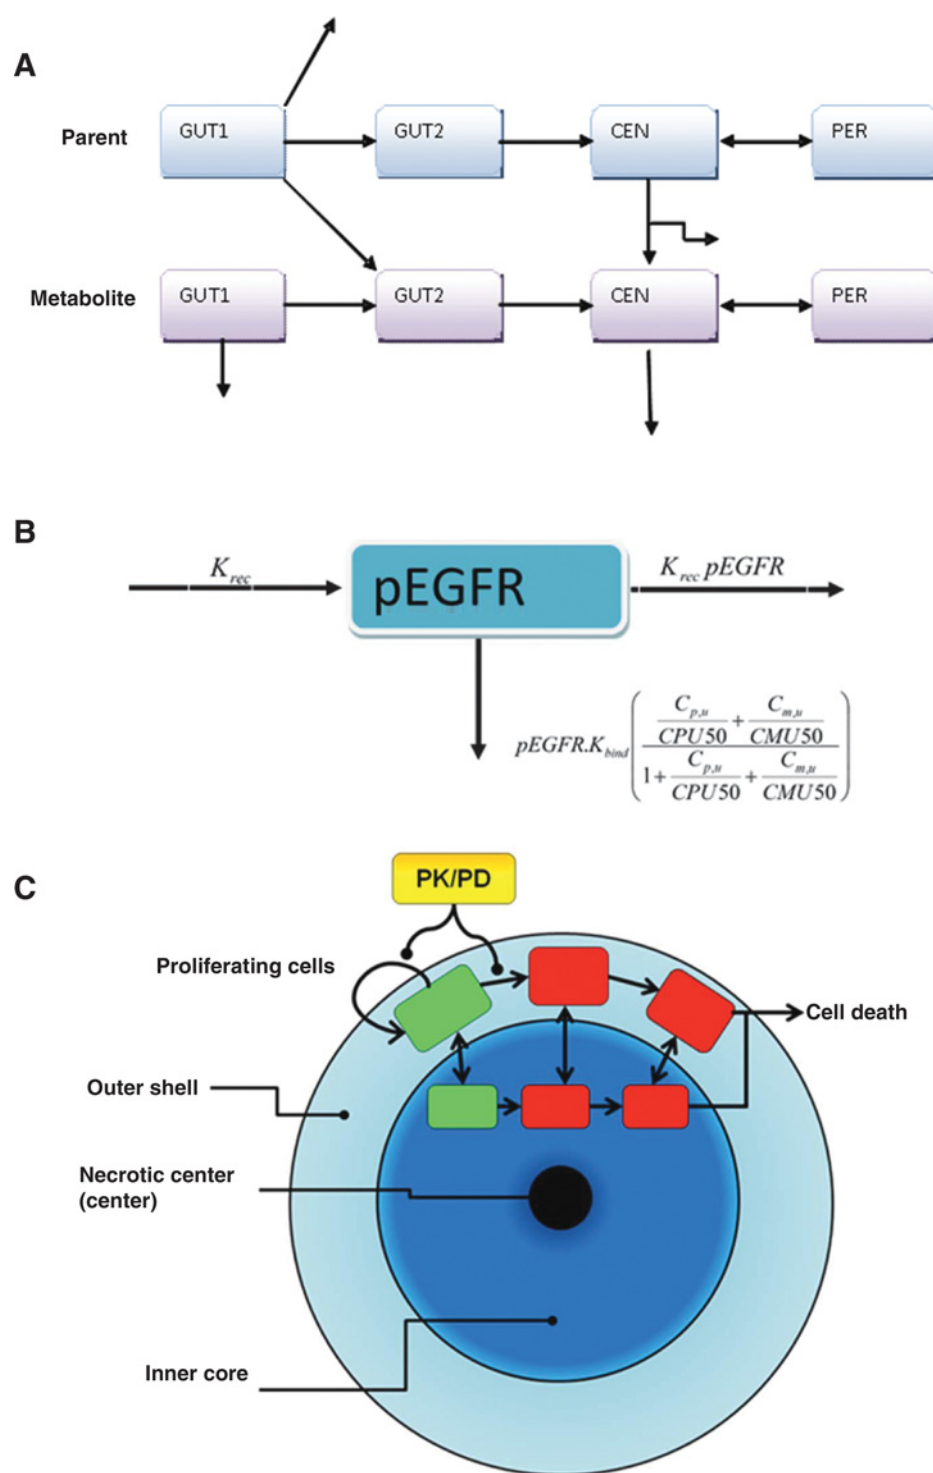 A
Parent
GUT1 GUT2 CEN PER
Metabolite
GUT1 GUT2 CEN PER
B
K_rec
pEGFR
K_rec pEGFR
pEGFR.K_bind ( (C_p,u / CPU50 + C_m,u / CMU50) / (1 + C_p,u / CPU50 + C_m,u / CMU50) )
C
PK/PD
Proliferating cells
Cell death
Outer shell
Necrotic center
(center)
Inner core